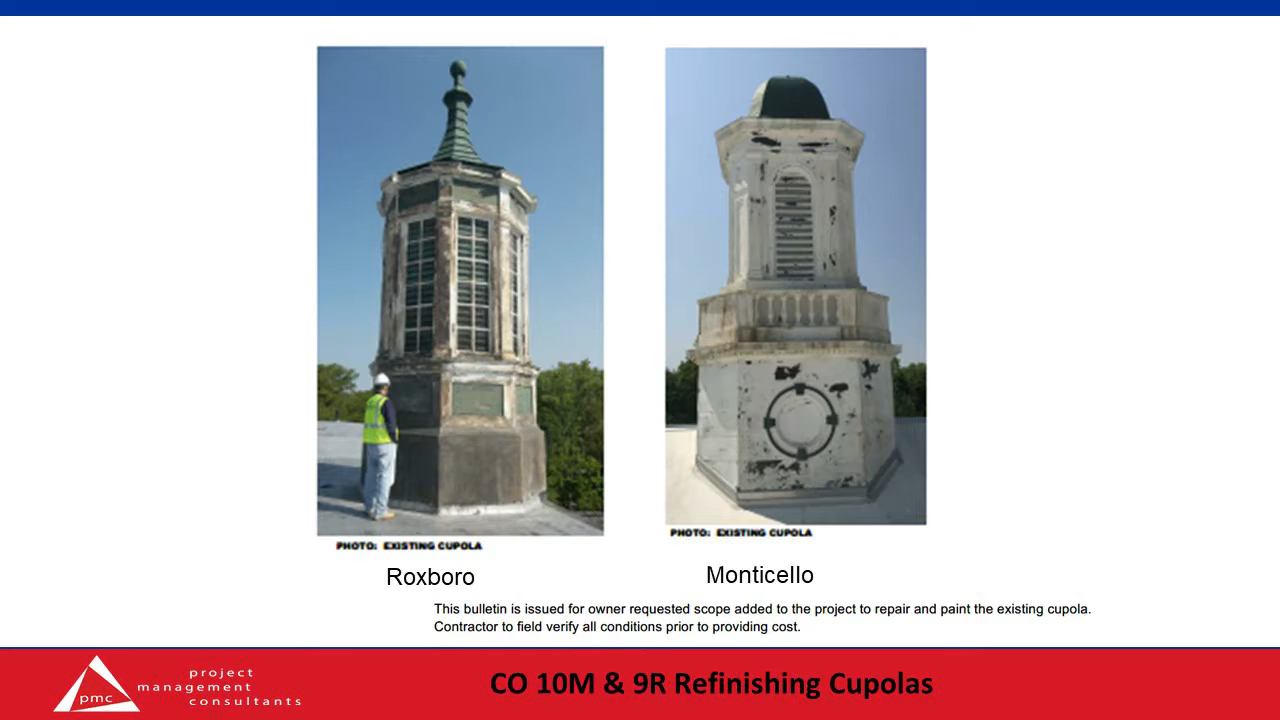 PHOTO: EXISTING CUPOLA
PHOTO: EXISTING CUPOLA
Roxboro
Monticello
This bulletin is issued for owner requested scope added to the project to repair and paint the existing cupola.
Contractor to field verify all conditions prior to providing cost.
pmc
project
management
consultants
CO 10M & 9R Refinishing Cupolas